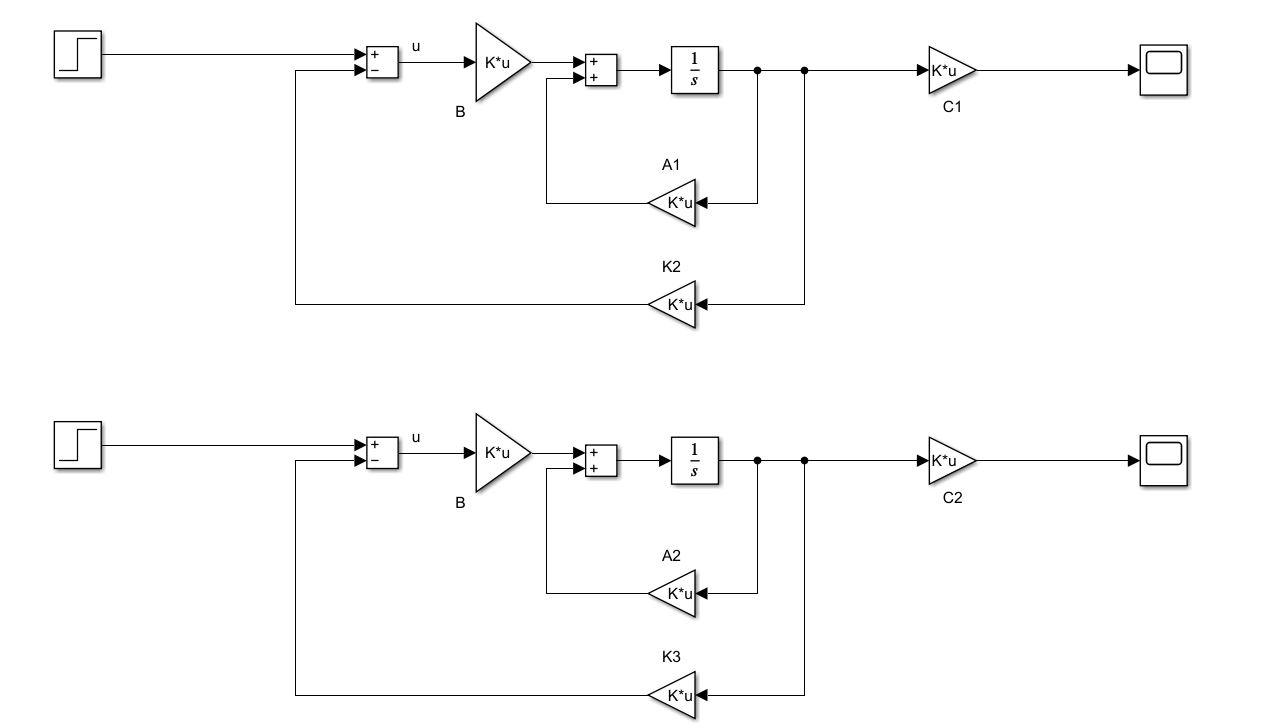 +
−
u
K*u
B
+
+
1
s
K*u
C1
A1
K*u
K2
K*u
+
−
u
K*u
B
+
+
1
s
K*u
C2
A2
K*u
K3
K*u